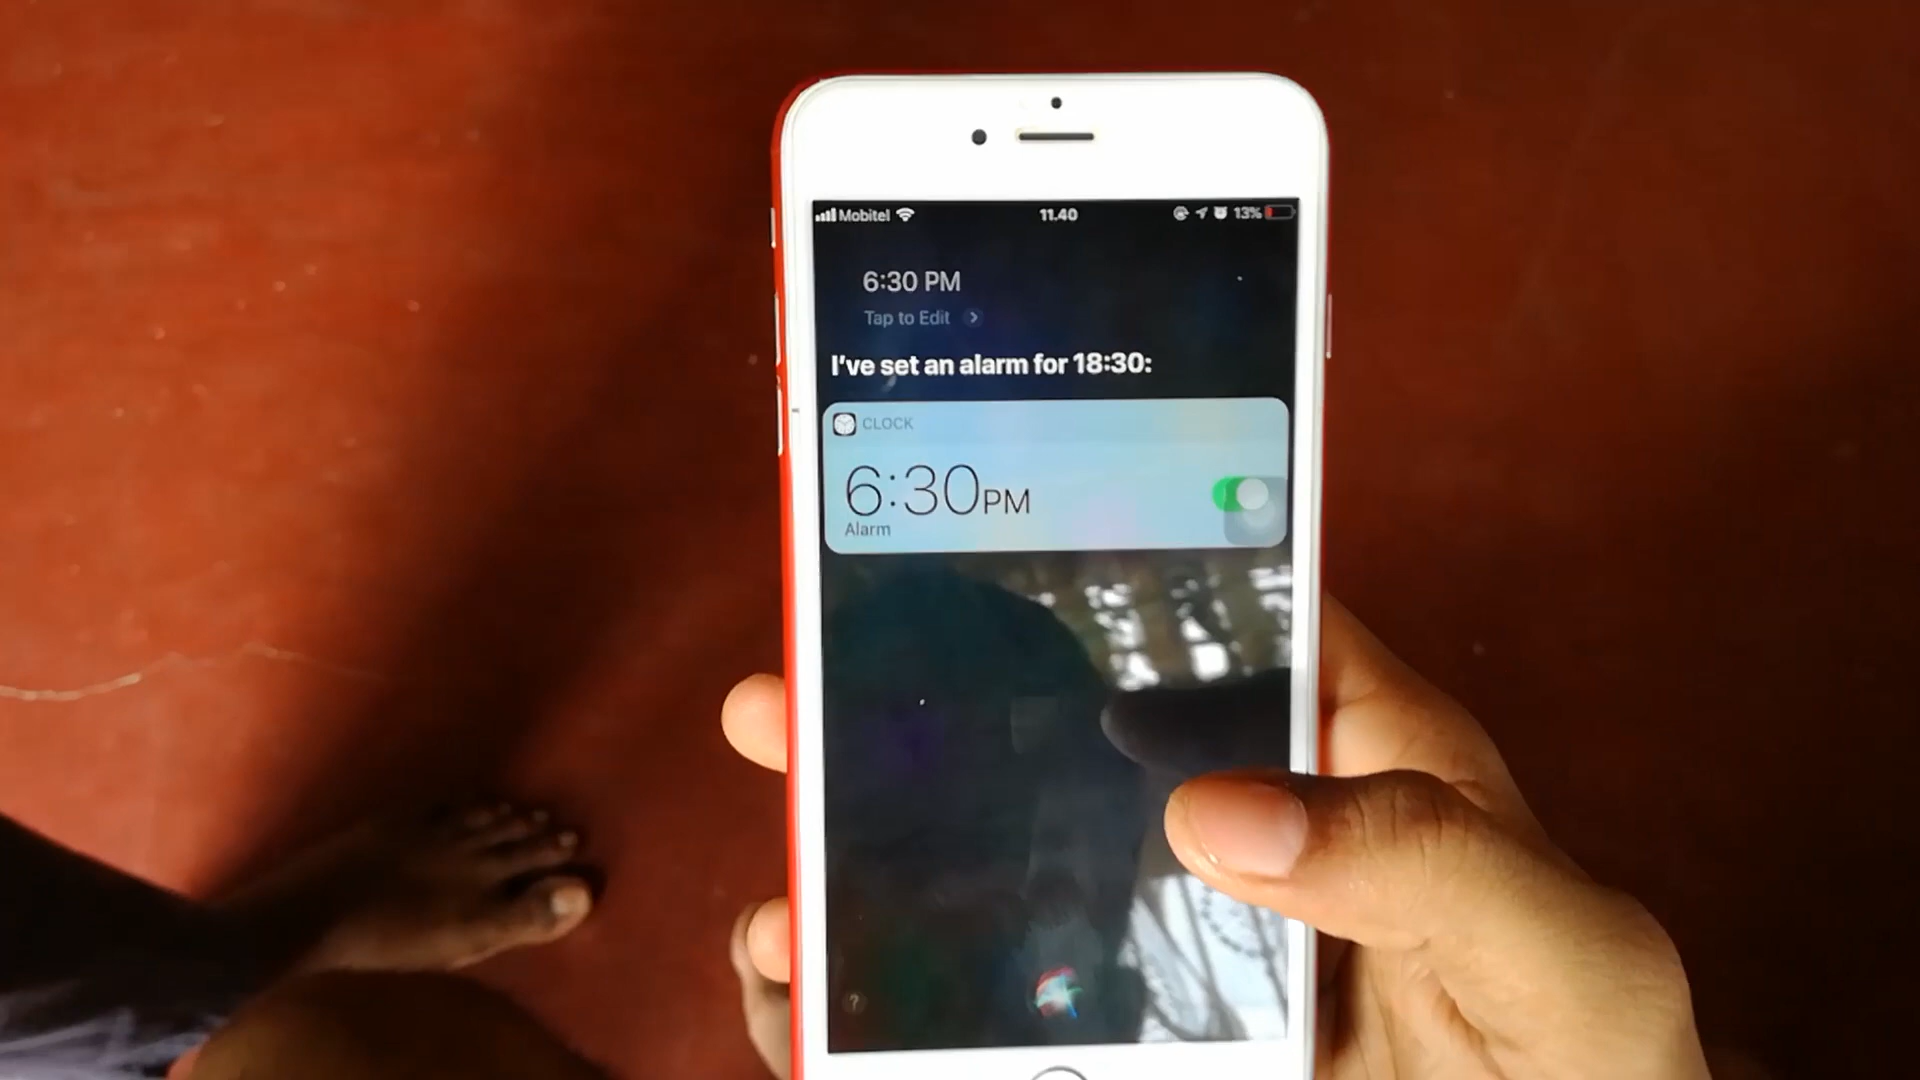 Mobitel 11.40 13%
6:30 PM
Tap to Edit
I've set an alarm for 18:30:
CLOCK
6:30PM
Alarm
?